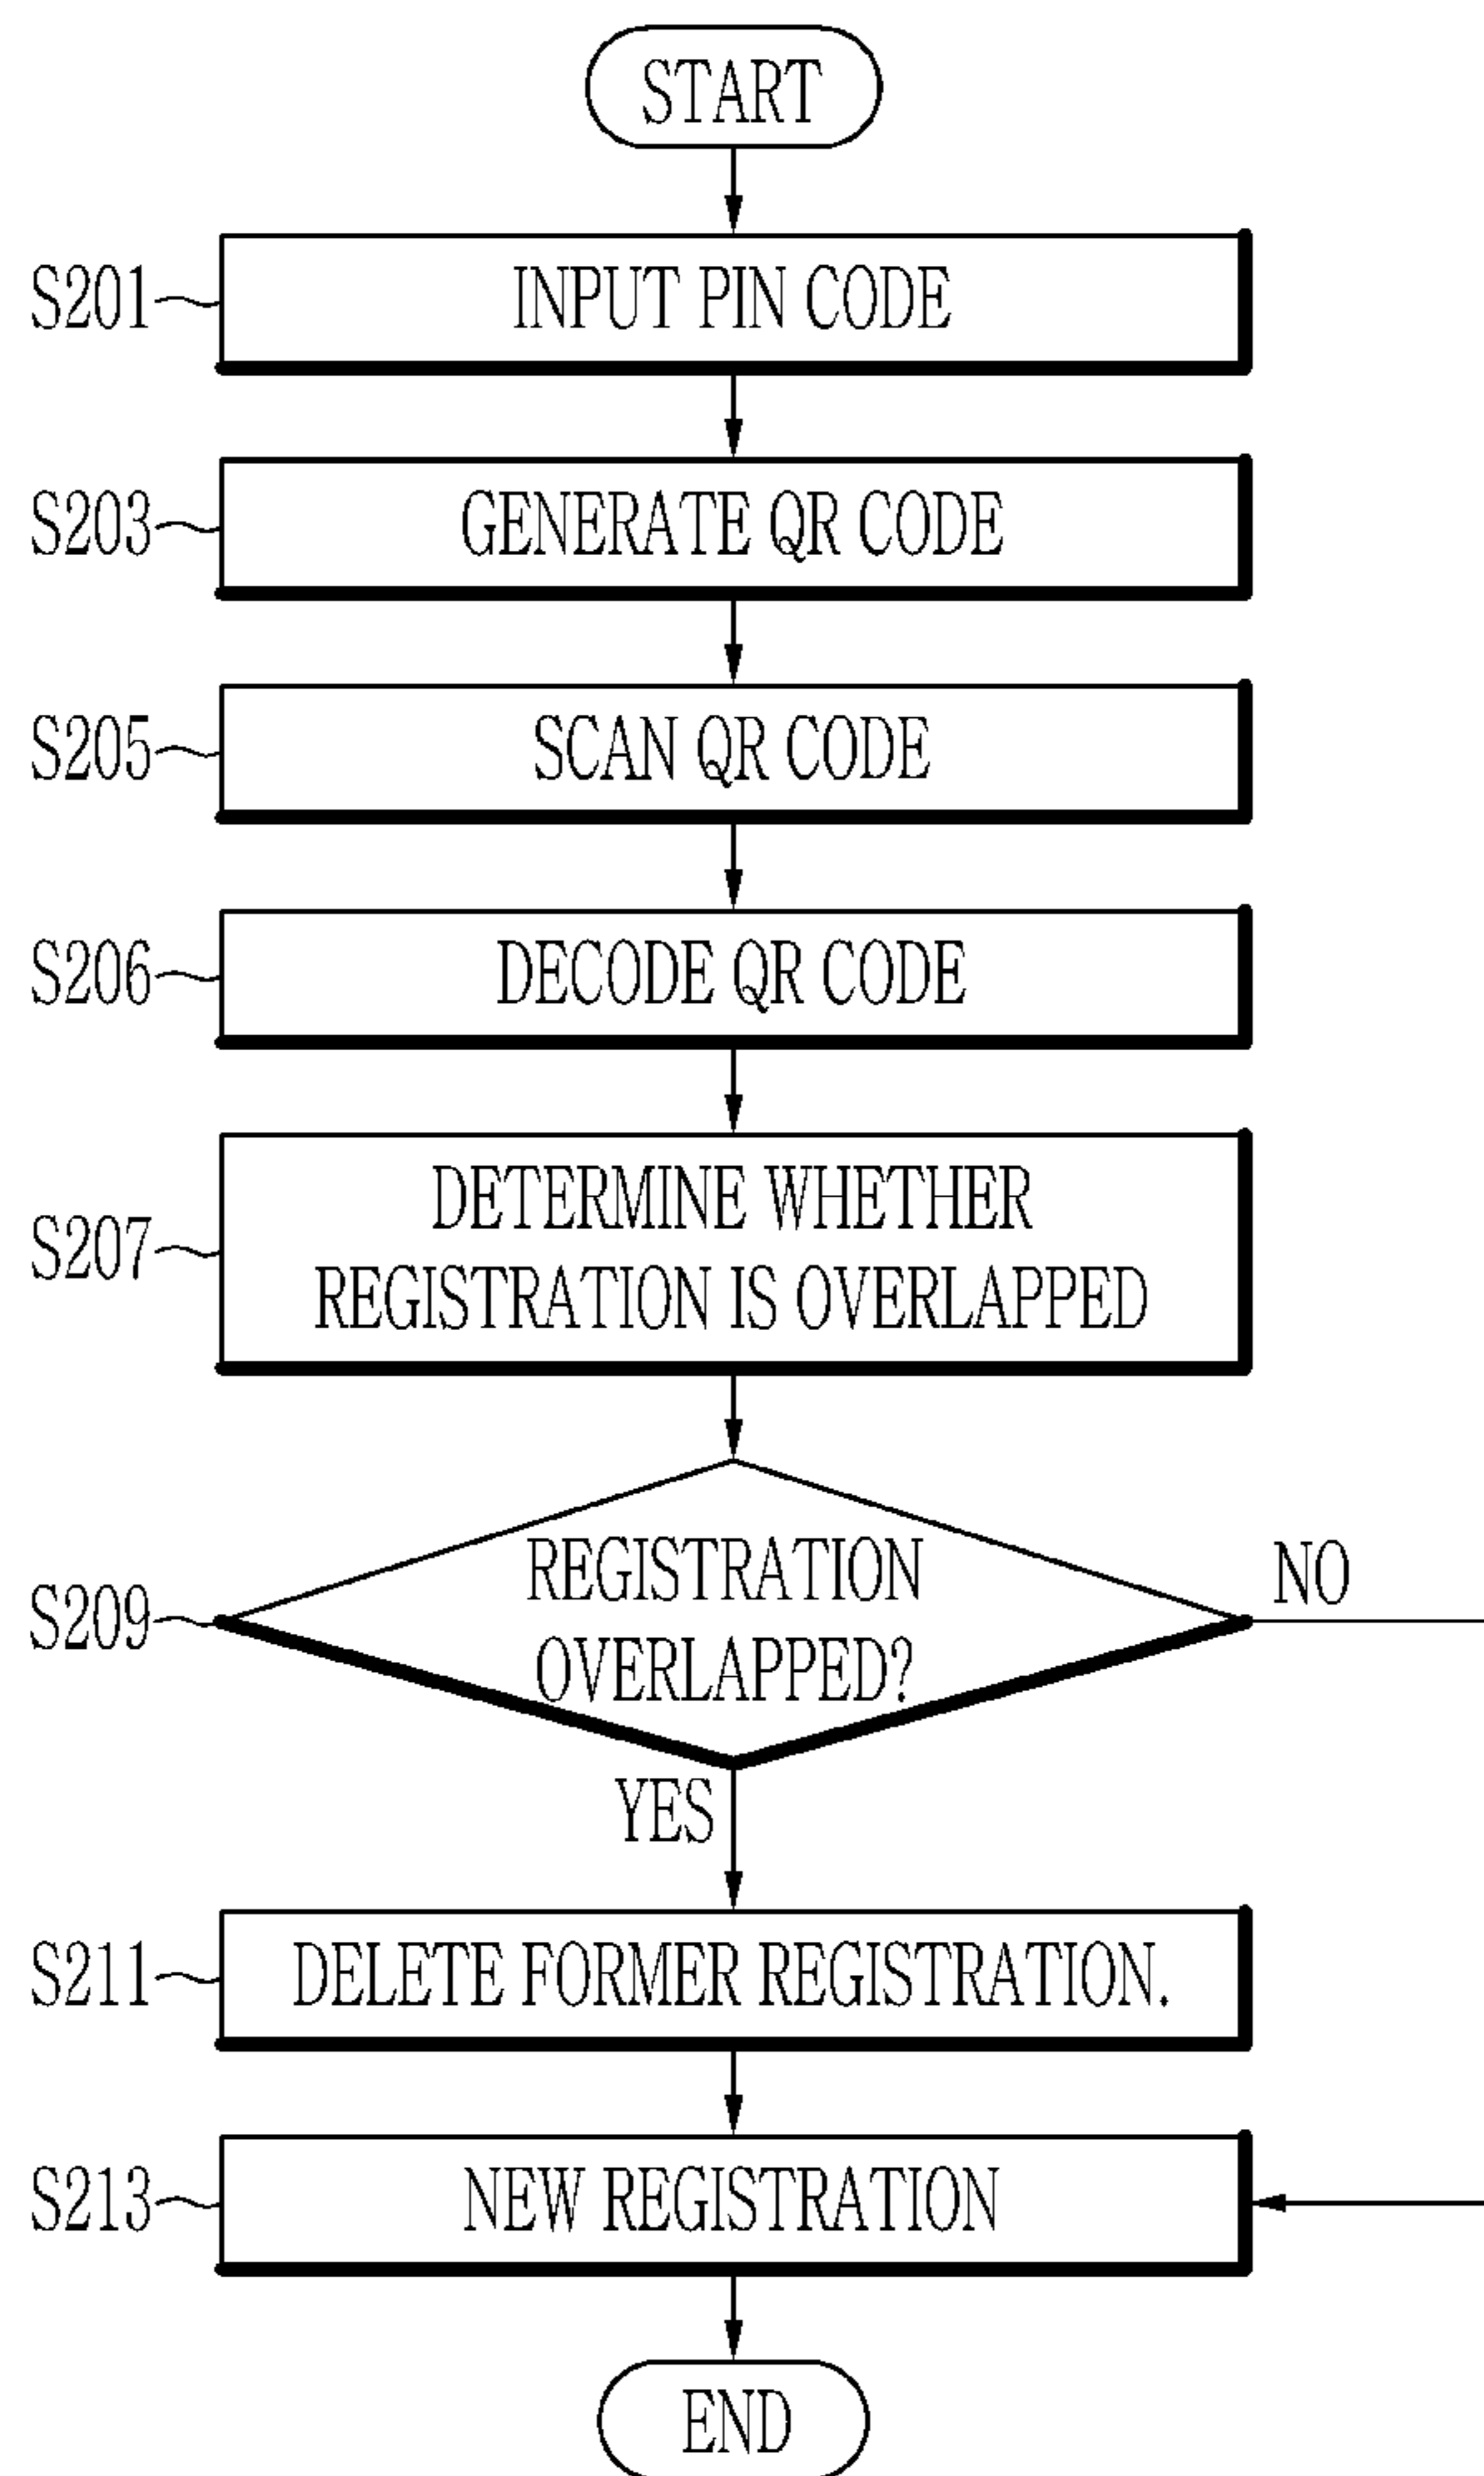 START
S201
INPUT PIN CODE
S203
GENERATE QR CODE
S205
SCAN QR CODE
S206
DECODE QR CODE
S207
DETERMINE WHETHER
REGISTRATION IS OVERLAPPED
S209
REGISTRATION
OVERLAPPED?
NO
YES
S211
DELETE FORMER REGISTRATION.
S213
NEW REGISTRATION
END